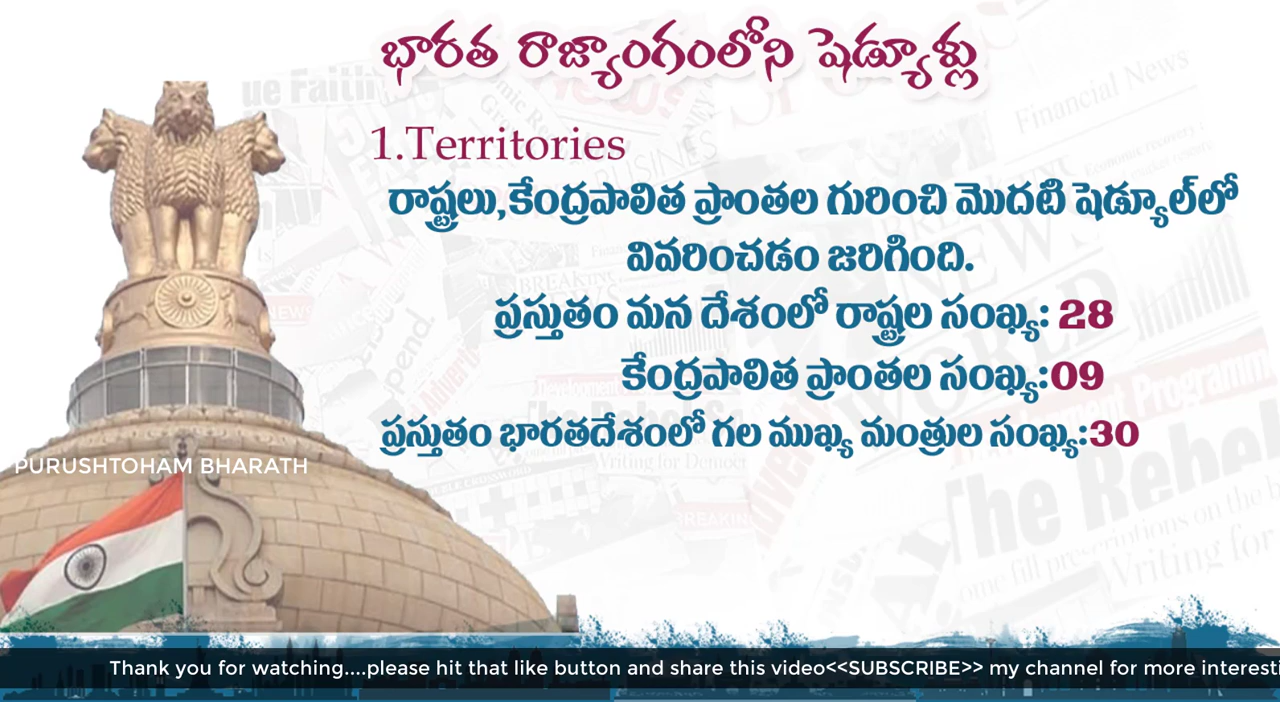 భారత రాజ్యాంగంలోని షెడ్యూళ్లు
1.Territories
రాష్ట్రలు,కేంద్రపాలిత ప్రాంతల గురించి మొదటి షెడ్యూల్‌లో
వివరించడం జరిగింది.
ప్రస్తుతం మన దేశంలో రాష్ట్రల సంఖ్య: 28
కేంద్రపాలిత ప్రాంతల సంఖ్య:09
ప్రస్తుతం భారతదేశంలో గల ముఖ్య మంత్రుల సంఖ్య:30
PURUSHTOHAM BHARATH
Thank you for watching....please hit that like button and share this video<<SUBSCRIBE>> my channel for more interesti